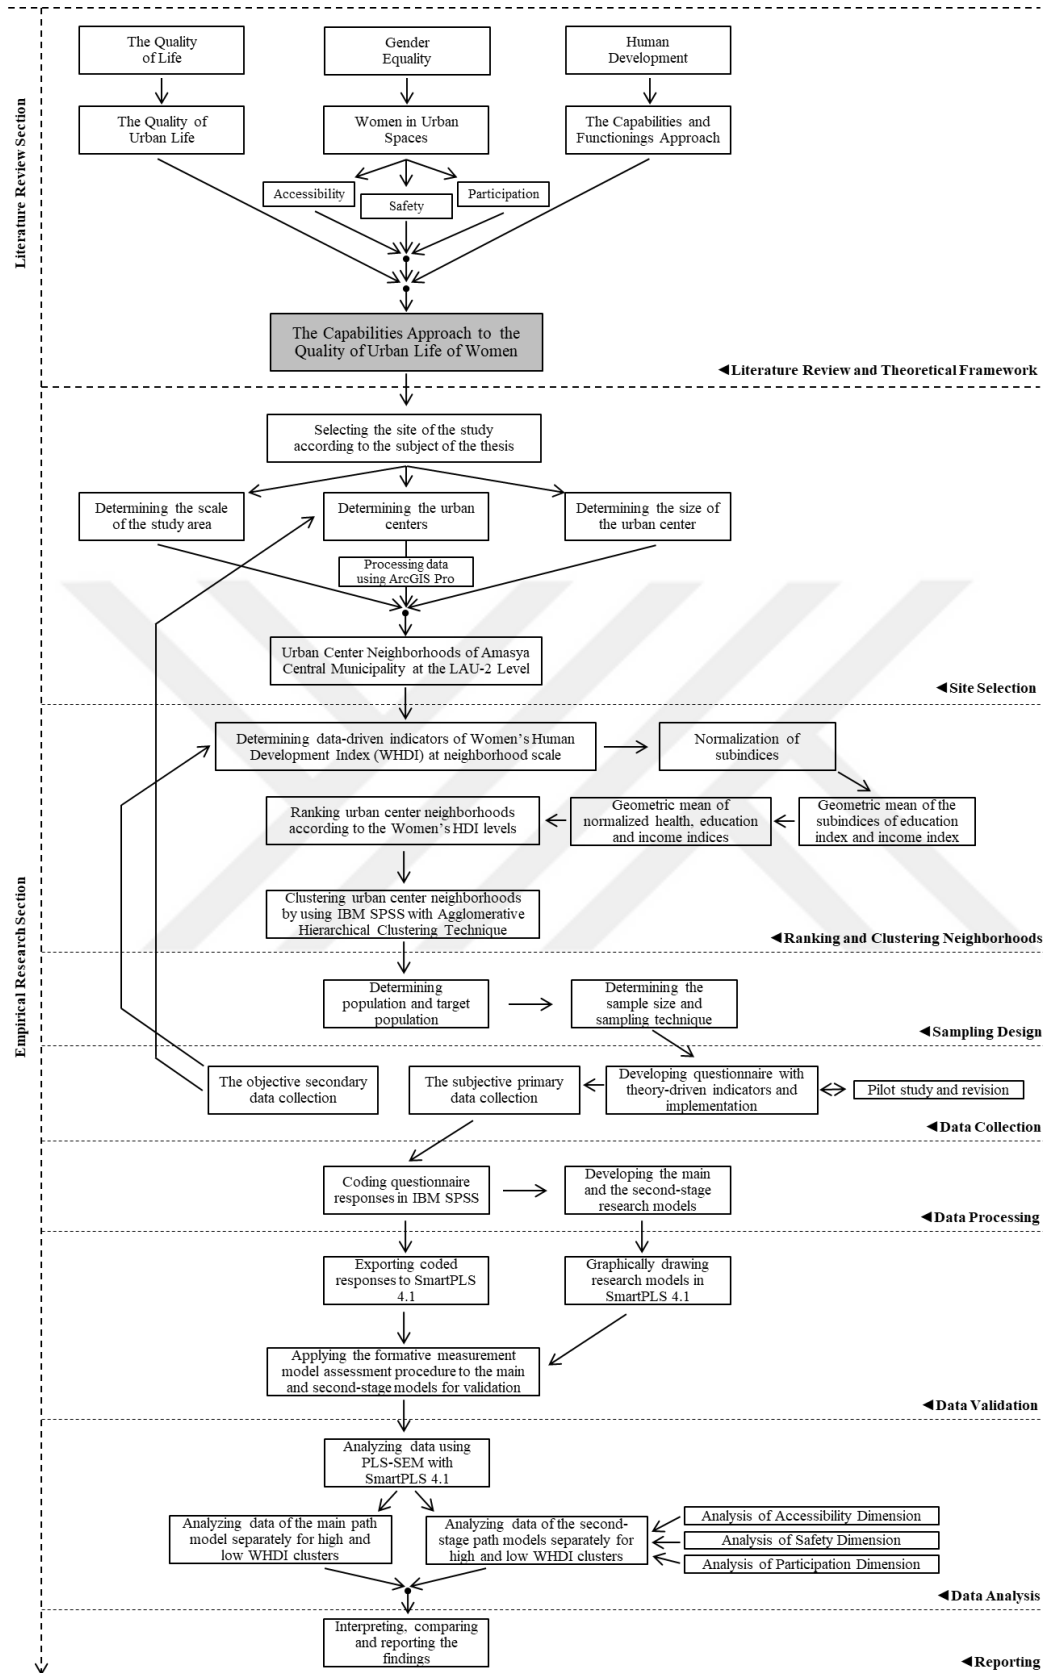 The Quality
of Life
Gender
Equality
Human
Development
The Quality of
Urban Life
Women in Urban
Spaces
The Capabilities and
Functionings Approach
Accessibility
Safety
Participation
The Capabilities Approach to the
Quality of Urban Life of Women
◄Literature Review and Theoretical Framework
Literature Review Section
Selecting the site of the study
according to the subject of the thesis
Determining the scale
of the study area
Determining the urban
centers
Determining the size of
the urban center
Processing data
using ArcGIS Pro
Urban Center Neighborhoods of Amasya
Central Municipality at the LAU-2 Level
◄Site Selection
Determining data-driven indicators of Women's Human
Development Index (WHDI) at neighborhood scale
Normalization of
subindices
Ranking urban center neighborhoods
according to the Women's HDI levels
Geometric mean of
normalized health, education
and income indices
Geometric mean of the
subindices of education
index and income index
Clustering urban center neighborhoods
by using IBM SPSS with Agglomerative
Hierarchical Clustering Technique
◄Ranking and Clustering Neighborhoods
Determining
population and target
population
Determining the
sample size and
sampling technique
◄Sampling Design
Empirical Research Section
The objective secondary
data collection
The subjective primary
data collection
Developing questionnaire with
theory-driven indicators and
implementation
Pilot study and revision
◄Data Collection
Coding questionnaire
responses in IBM SPSS
Developing the main
and the second-stage
research models
◄Data Processing
Exporting coded
responses to SmartPLS
4.1
Graphically drawing
research models in
SmartPLS 4.1
Applying the formative measurement
model assessment procedure to the main
and second-stage models for validation
◄Data Validation
Analyzing data using
PLS-SEM with
SmartPLS 4.1
Analyzing data of the main path
model separately for high and
low WHDI clusters
Analyzing data of the second-
stage path models separately for
high and low WHDI clusters
Analysis of Accessibility Dimension
Analysis of Safety Dimension
Analysis of Participation Dimension
◄Data Analysis
Interpreting, comparing
and reporting the
findings
◄Reporting